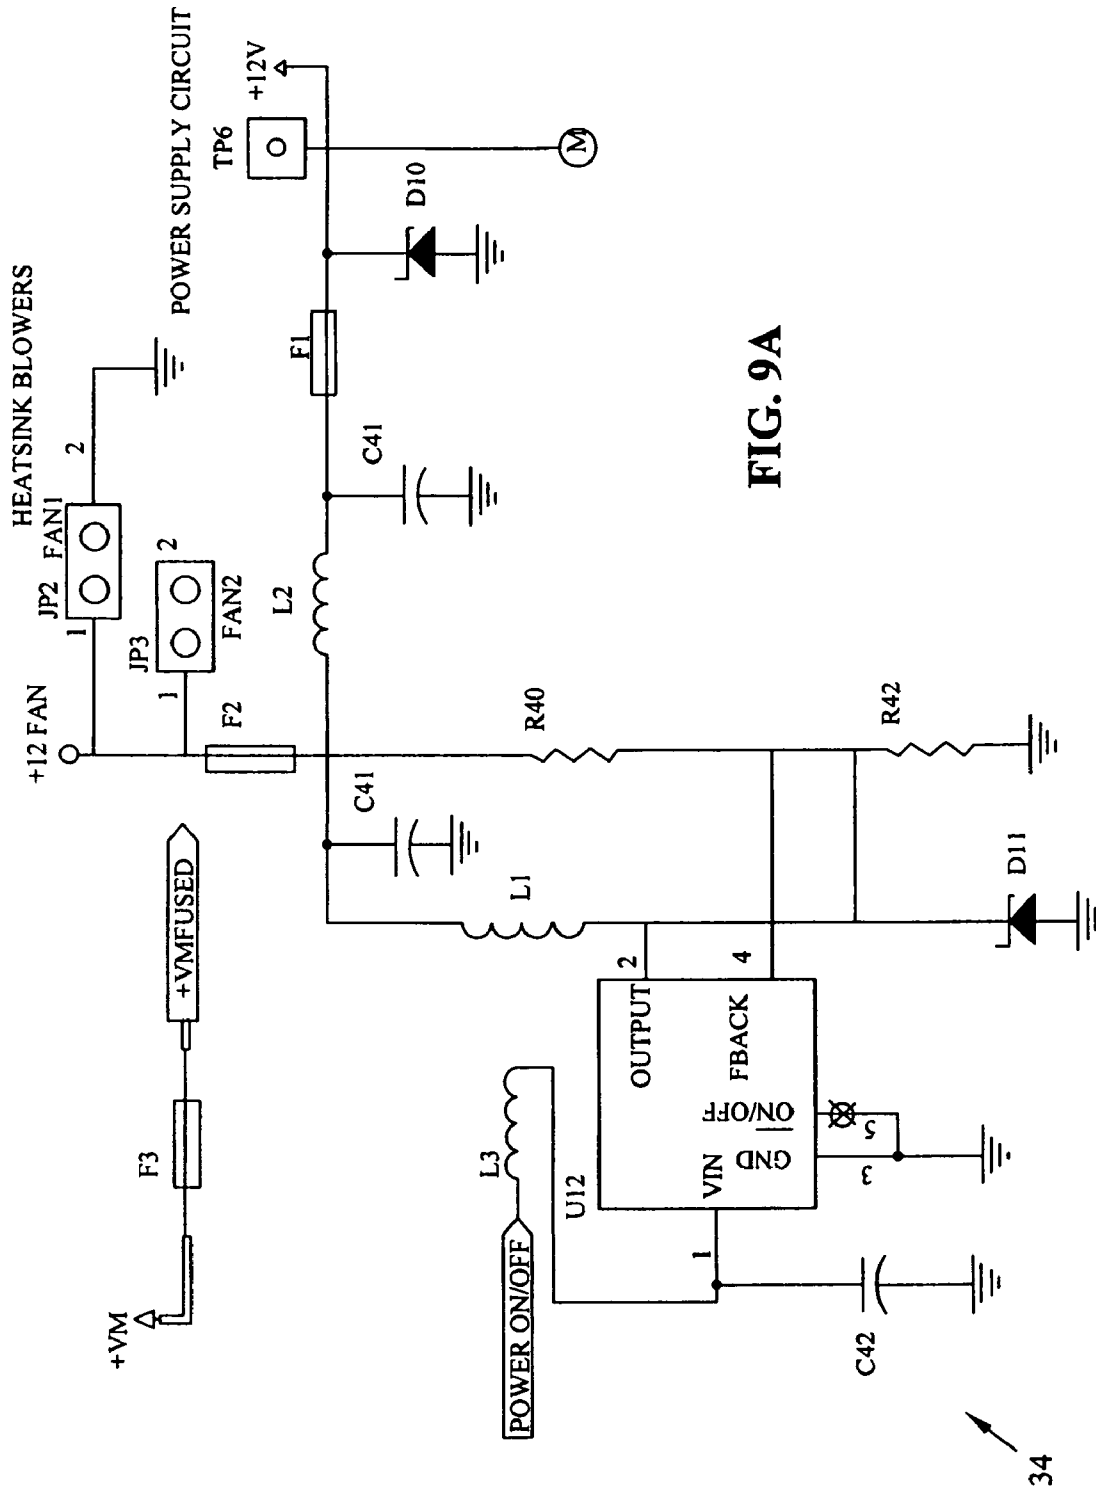 HEATSINK BLOWERS
POWER SUPPLY CIRCUIT
+12 FAN
JP2 FAN1
1
2
JP3
FAN2
1
2
F2
+VM
F3
+VMFUSED
TP6
+12V
L2
F1
C41
C41
D10
M
R40
R42
L1
D11
POWER ON/OFF
L3
U12
OUTPUT
2
FBACK
4
VIN
1
GND
3
ON/OFF
5
C42
34
FIG. 9A